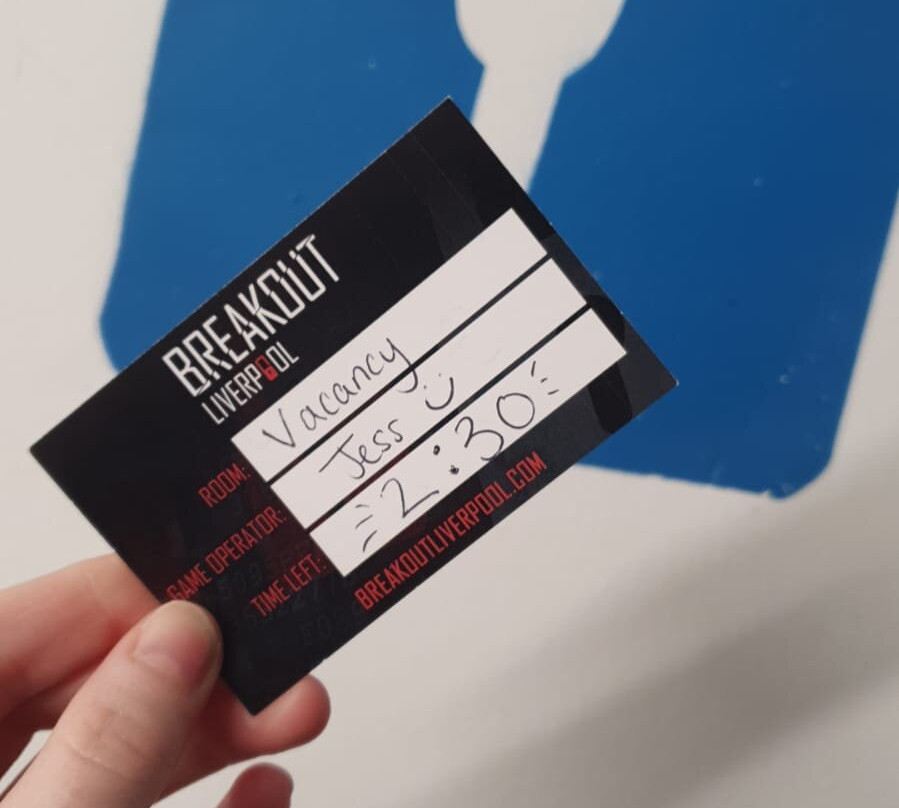 BREAKOUT
LIVERPOOL
ROOM: Vacancy
GAME OPERATOR: Jess :)
TIME LEFT: 2:30
BREAKOUTLIVERPOOL.COM